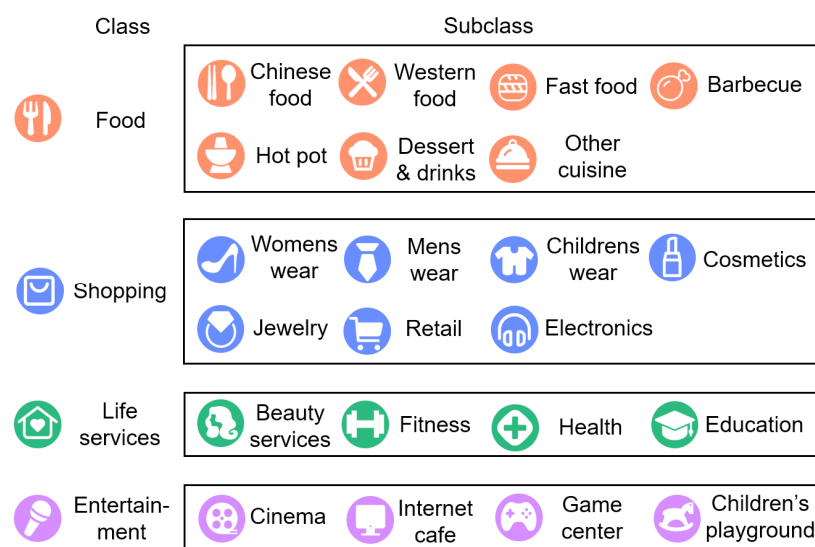 Class
Subclass
Food
Chinese
food
Western
food
Fast food
Barbecue
Hot pot
Dessert
& drinks
Other
cuisine
Shopping
Womens
wear
Mens
wear
Childrens
wear
Cosmetics
Jewelry
Retail
Electronics
Life
services
Beauty
services
Fitness
Health
Education
Entertain-
ment
Cinema
Internet
cafe
Game
center
Children’s
playground